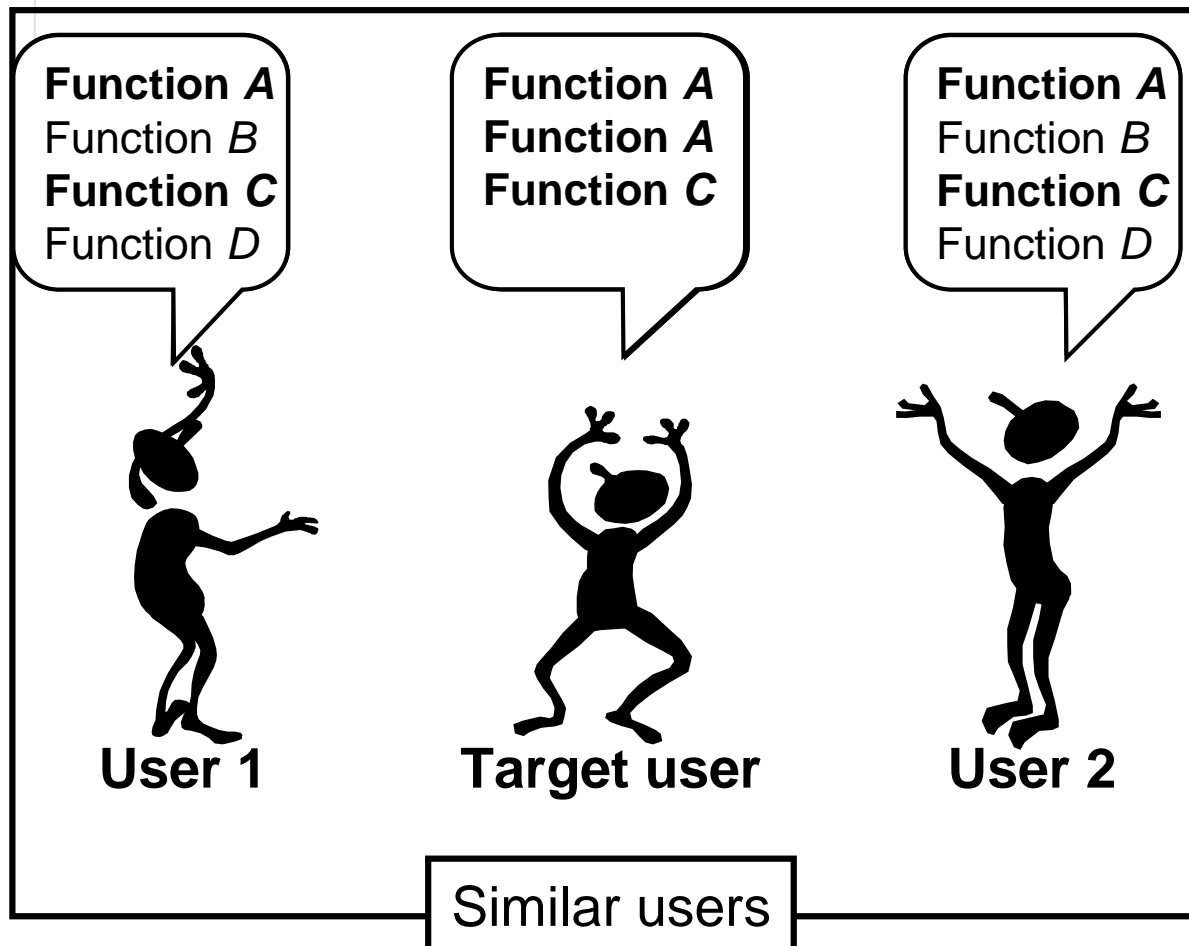 Function A
Function B
Function C
Function D
Function A
Function A
Function C
Function A
Function B
Function C
Function D
User 1
Target user
User 2
Similar users